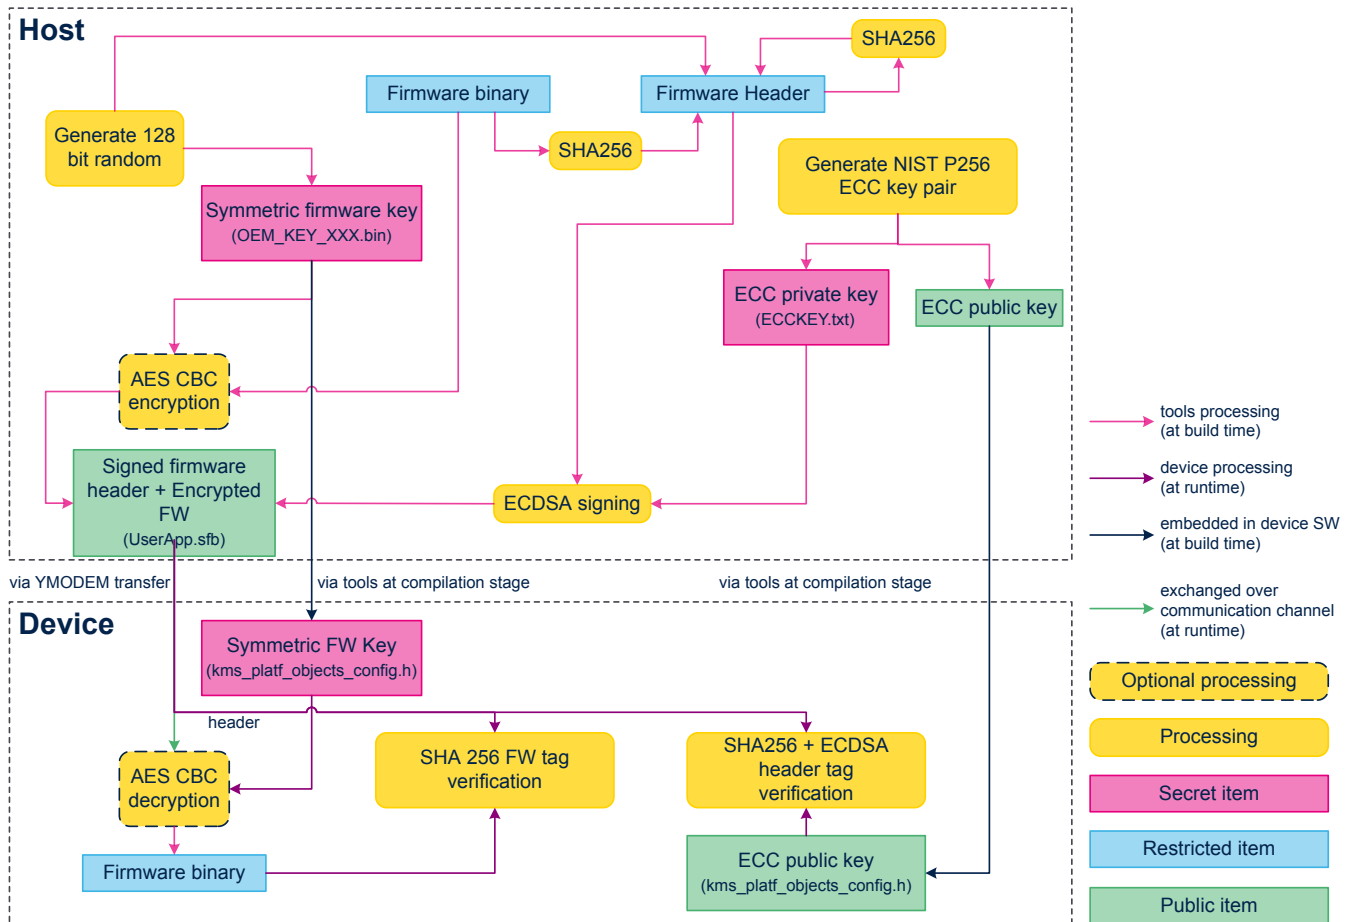 Host
SHA256
Firmware binary
Firmware Header
Generate 128
bit random
SHA256
Generate NIST P256
ECC key pair
Symmetric firmware key
(OEM_KEY_XXX.bin)
ECC private key
(ECCKEY.txt)
ECC public key
AES CBC
encryption
Signed firmware
header + Encrypted
FW
(UserApp.sfb)
ECDSA signing
tools processing
(at build time)
device processing
(at runtime)
embedded in device SW
(at build time)
exchanged over
communication channel
(at runtime)
via YMODEM transfer
via tools at compilation stage
via tools at compilation stage
Device
Symmetric FW Key
(kms_platf_objects_config.h)
header
AES CBC
decryption
SHA 256 FW tag
verification
SHA256 + ECDSA
header tag
verification
Firmware binary
ECC public key
(kms_platf_objects_config.h)
Optional processing
Processing
Secret item
Restricted item
Public item